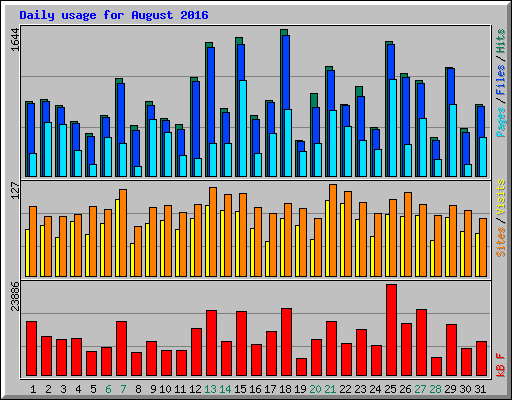 Daily usage for August 2016
1644
Pages / Files / Hits
127
Sites / Visits
23886
kB F
1 2 3 4 5 6 7 8 9 10 11 12 13 14 15 16 17 18 19 20 21 22 23 24 25 26 27 28 29 30 31